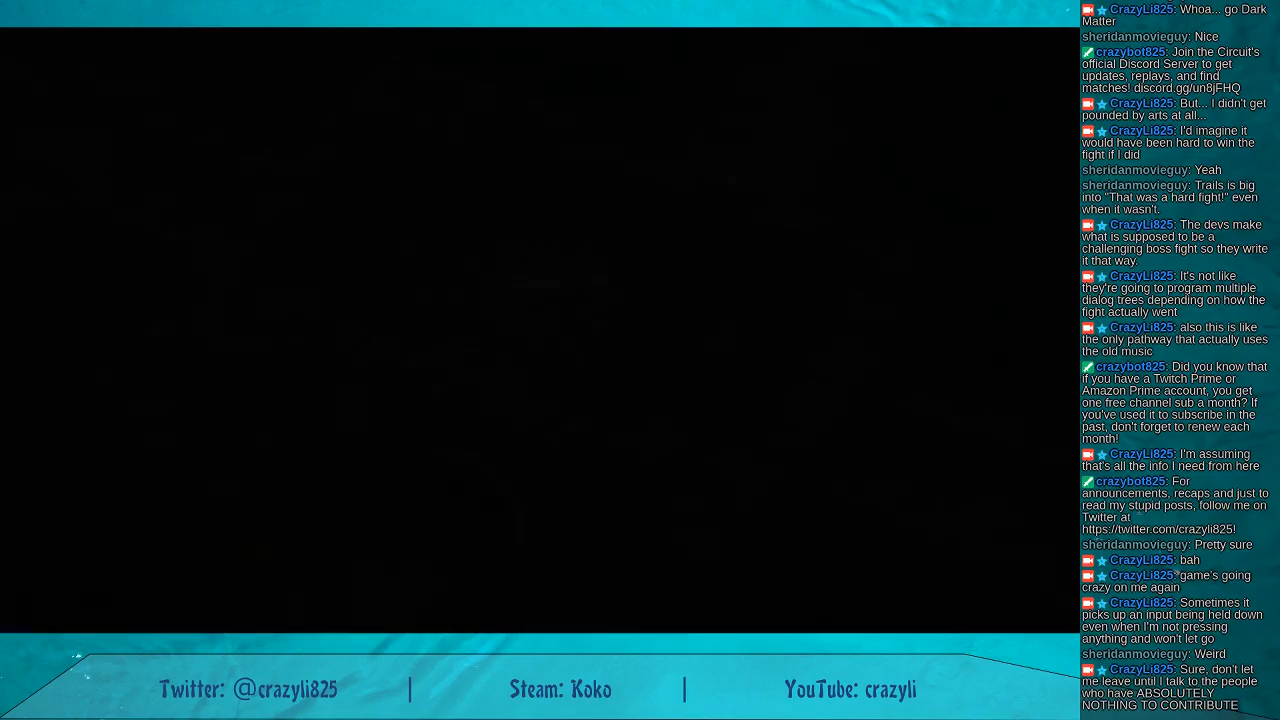 CrazyLi825: Whoa... go Dark
Matter
sheridanmovieguy: Nice
crazybot825: Join the Circuit's
official Discord Server to get
updates, replays, and find
matches! discord.gg/un8jFHQ
CrazyLi825: But... I didn't get
pounded by arts at all...
CrazyLi825: I'd imagine it
would have been hard to win the
fight if I did
sheridanmovieguy: Yeah
sheridanmovieguy: Trails is big
into "That was a hard fight!" even
when it wasn't.
CrazyLi825: The devs make
what is supposed to be a
challenging boss fight so they write
it that way.
CrazyLi825: It's not like
they're going to program multiple
dialog trees depending on how the
fight actually went
CrazyLi825: also this is like
the only pathway that actually uses
the old music
crazybot825: Did you know that
if you have a Twitch Prime or
Amazon Prime account, you get
one free channel sub a month? If
you've used it to subscribe in the
past, don't forget to renew each
month!
CrazyLi825: I'm assuming
that's all the info I need from here
crazybot825: For
announcements, recaps and just to
read my stupid posts, follow me on
Twitter at
https://twitter.com/crazyli825!
sheridanmovieguy: Pretty sure
CrazyLi825: bah
CrazyLi825: game's going
crazy on me again
CrazyLi825: Sometimes it
picks up an input being held down
even when I'm not pressing
anything and won't let go
sheridanmovieguy: Weird
CrazyLi825: Sure, don't let
me leave until I talk to the people
who have ABSOLUTELY
NOTHING TO CONTRIBUTE
Twitter: @crazyli825 | Steam: Koko | YouTube: crazyli